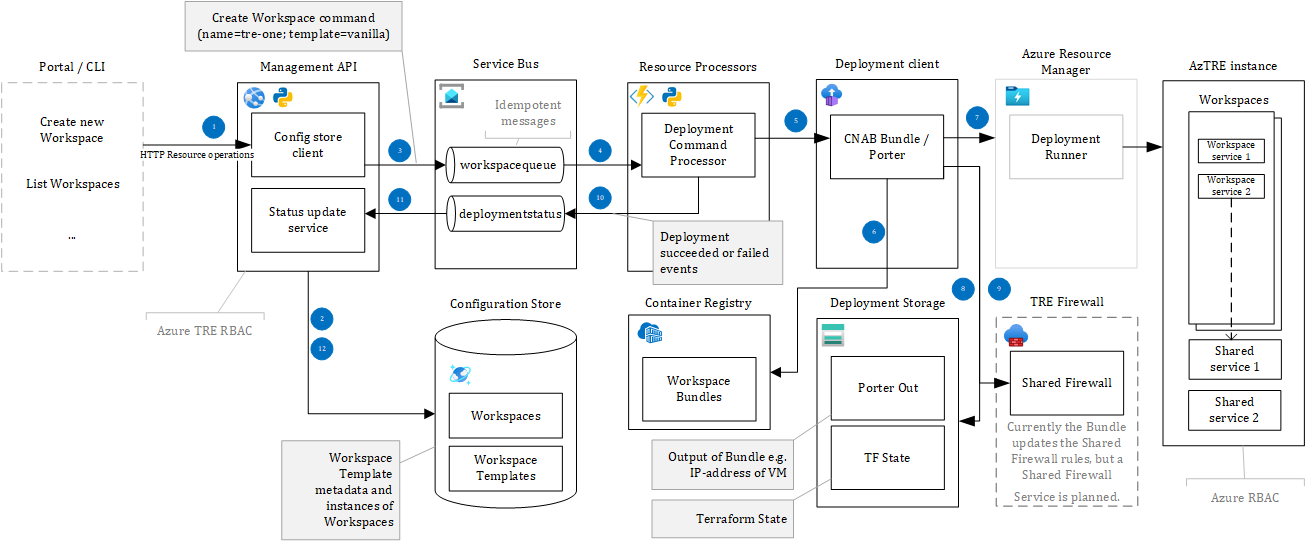 Create Workspace command
(name=tre-one; template=vanilla)
Portal / CLI
Create new
Workspace
List Workspaces
...
1
HTTP Resource operations
Management API
Config store
client
Status update
service
Azure TRE RBAC
3
11
2
12
Service Bus
Idempotent
messages
workspacequeue
deploymentstatus
4
10
Resource Processors
Deployment
Command
Processor
Deployment
succeeded or failed
events
5
Deployment client
CNAB Bundle /
Porter
6
7
8
9
Azure Resource
Manager
Deployment
Runner
AzTRE instance
Workspaces
Workspace
service 1
Workspace
service 2
Shared
service 1
Shared
service 2
Azure RBAC
Configuration Store
Workspaces
Workspace
Templates
Workspace
Template
metadata and
instances of
Workspaces
Container Registry
Workspace
Bundles
Output of Bundle e.g.
IP-address of VM
Terraform State
Deployment Storage
Porter Out
TF State
TRE Firewall
Shared Firewall
Currently the Bundle
updates the Shared
Firewall rules, but a
Shared Firewall
Service is planned.